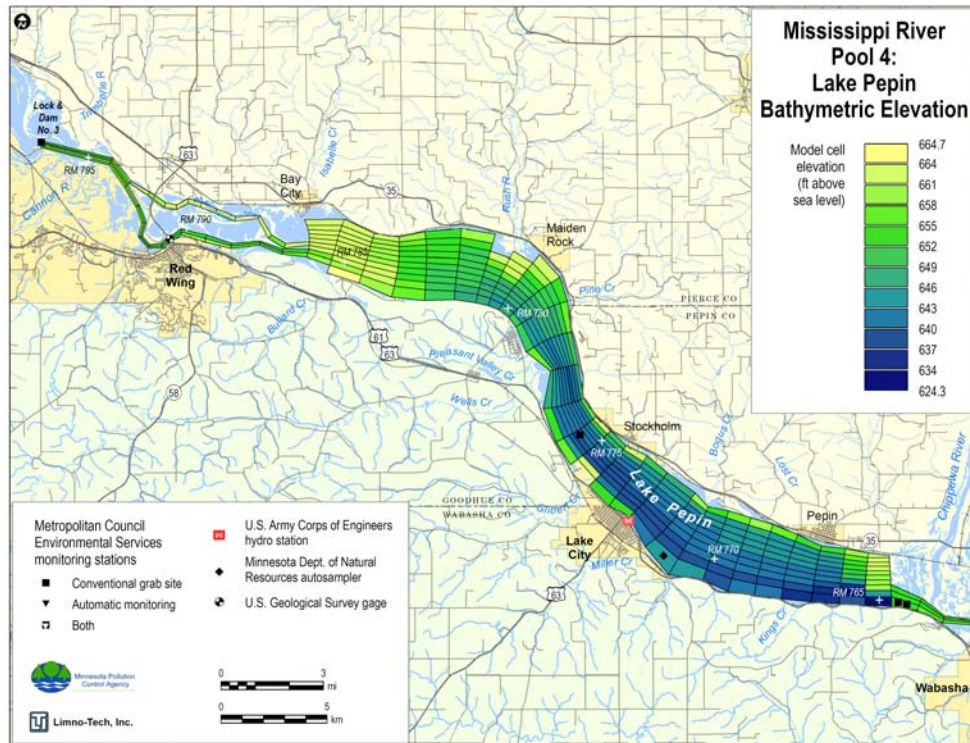 Mississippi River
Pool 4:
Lake Pepin
Bathymetric Elevation
Model cell
elevation
(ft above
sea level)
664.7
664
661
658
655
652
649
646
643
640
637
634
624.3
N
Lock &
Dam
No. 3
Trimbelle R
RM 795
63
Cannon R
RM 790
Bay
City
Isabelle Cr
35
Rush R
Red
Wing
RM 785
Maiden
Rock
Bullard Cr
RM 780
Pine Cr
PIERCE CO
PEPIN CO
61
63
Pleasant Valley Cr
58
Wells Cr
Stockholm
RM 775
Bogus Cr
Lost Cr
Chippewa River
Lake Pepin
GOODHUE CO
WABASHA CO
Gilbert Cr
Lake
City
Pepin
35
RM 770
Miller Cr
63
RM 765
Kings Cr
Wabasha
Metropolitan Council
Environmental Services
monitoring stations
Conventional grab site
Automatic monitoring
Both
U.S. Army Corps of Engineers
hydro station
Minnesota Dept. of Natural
Resources autosampler
U.S. Geological Survey gage
Minnesota Pollution
Control Agency
Limno-Tech, Inc.
0 3
mi
0 5
km